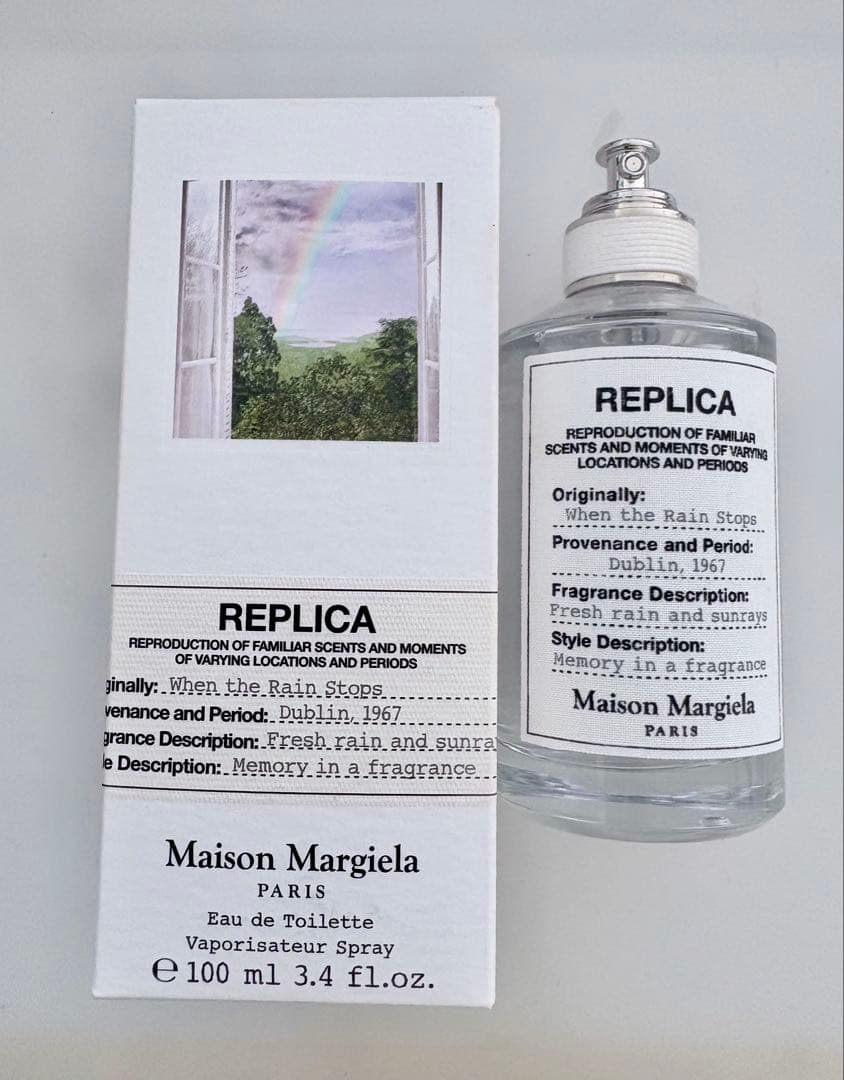 REPLICA
REPRODUCTION OF FAMILIAR SCENTS AND MOMENTS
OF VARYING LOCATIONS AND PERIODS
ginally: When the Rain Stops
venance and Period: Dublin, 1967
grance Description: Fresh rain and sunra
e Description: Memory in a fragrance
Maison Margiela
PARIS
Eau de Toilette
Vaporisateur Spray
℮ 100 ml 3.4 fl.oz.
REPLICA
REPRODUCTION OF FAMILIAR
SCENTS AND MOMENTS OF VARYING
LOCATIONS AND PERIODS
Originally:
When the Rain Stops
Provenance and Period:
Dublin, 1967
Fragrance Description:
Fresh rain and sunrays
Style Description:
Memory in a fragrance
Maison Margiela
PARIS